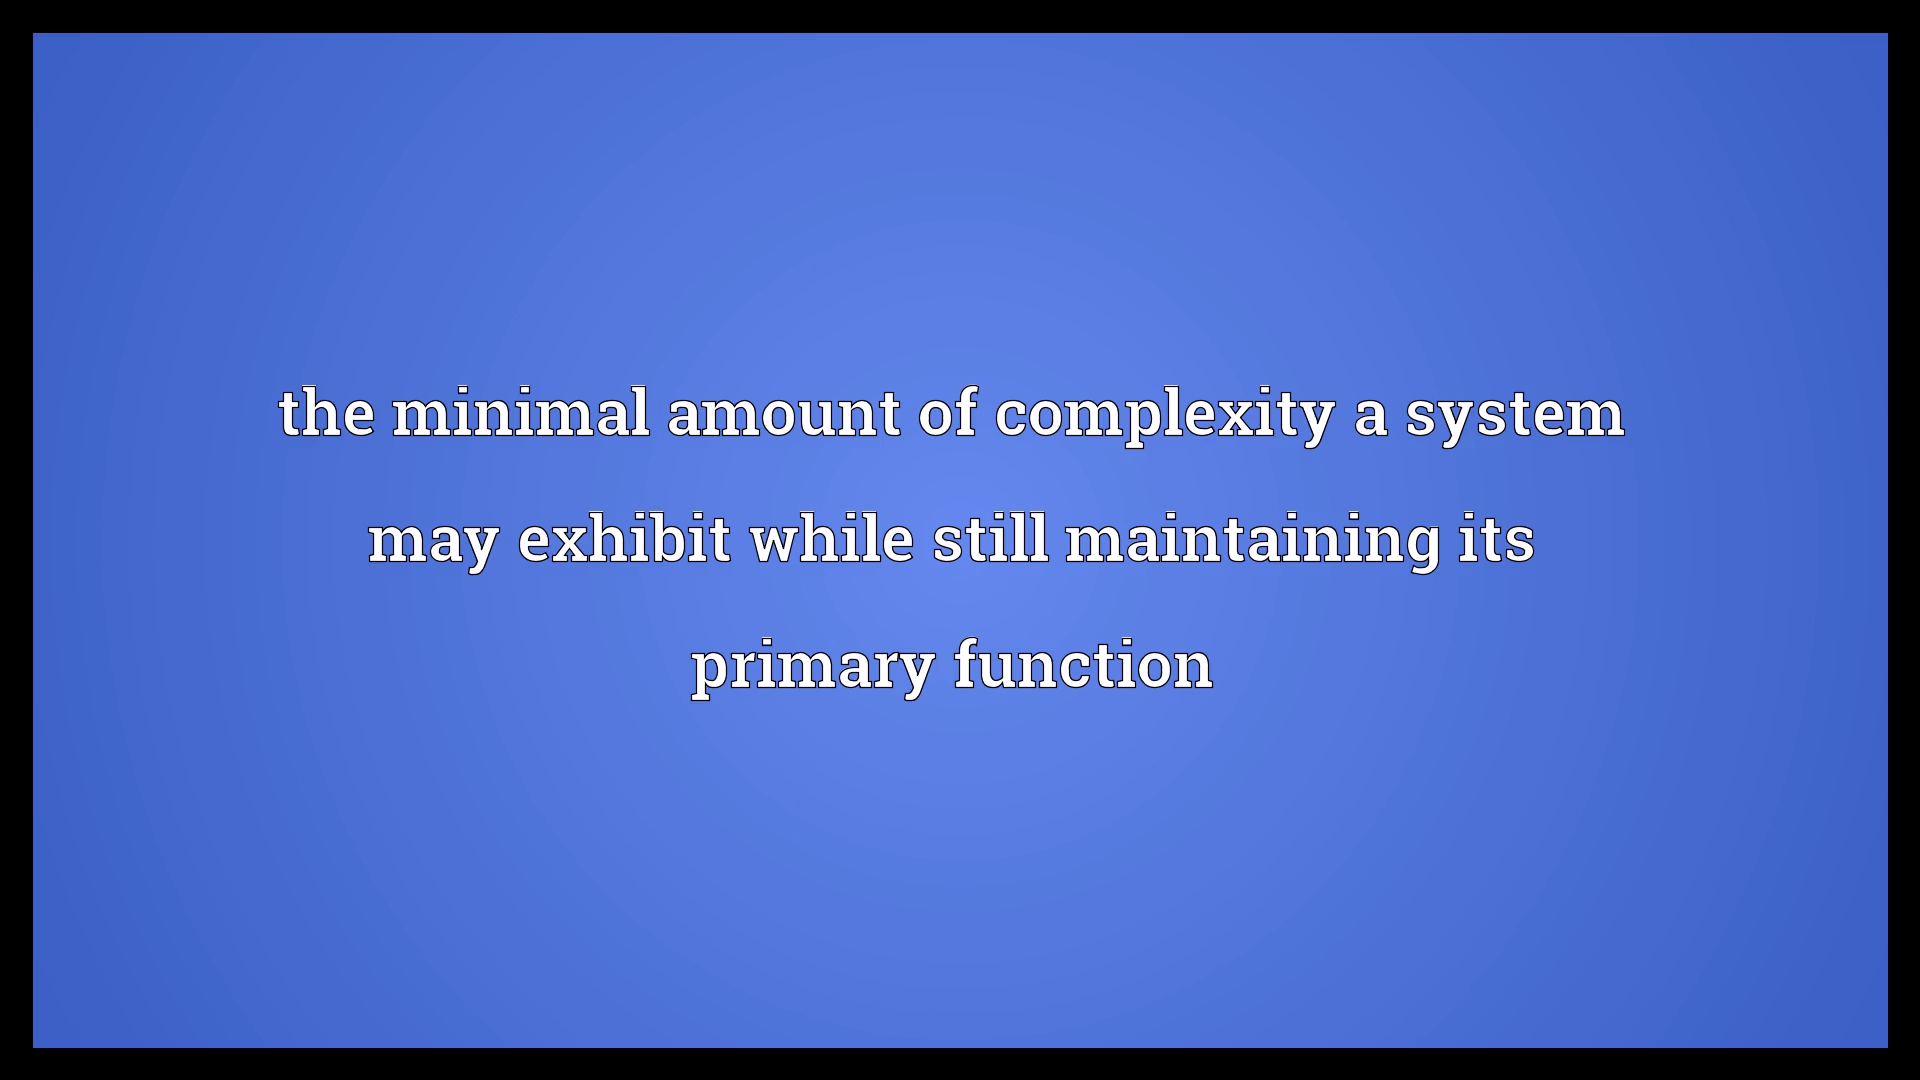 the minimal amount of complexity a system
may exhibit while still maintaining its
primary function